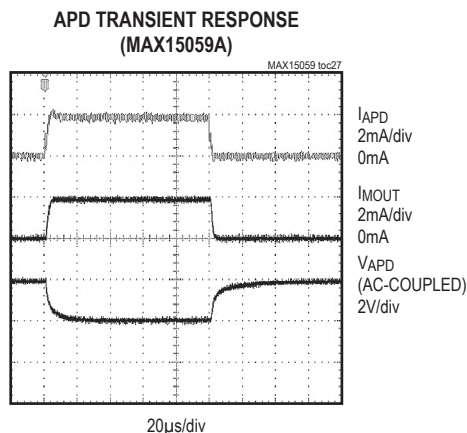 APD TRANSIENT RESPONSE
(MAX15059A)
MAX15059 toc27
IAPD
2mA/div
0mA
IMOUT
2mA/div
0mA
VAPD
(AC-COUPLED)
2V/div
20µs/div